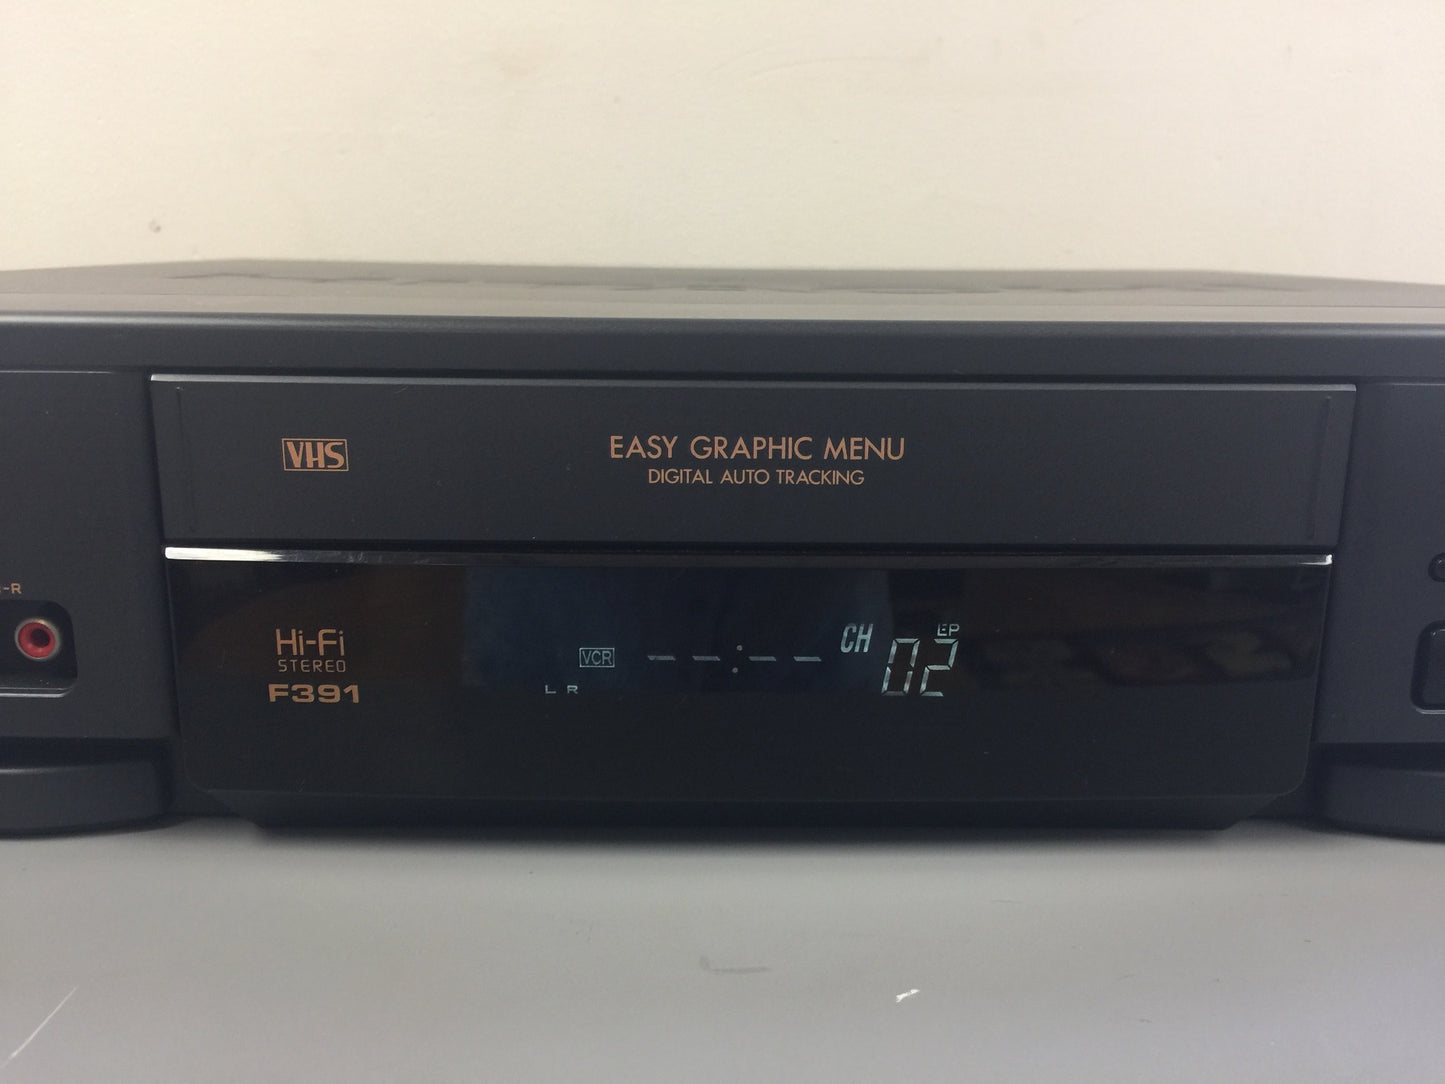 VHS
EASY GRAPHIC MENU
DIGITAL AUTO TRACKING
-R
Hi-Fi
STEREO
F391
VCR --:-- CH 02 EP
L R